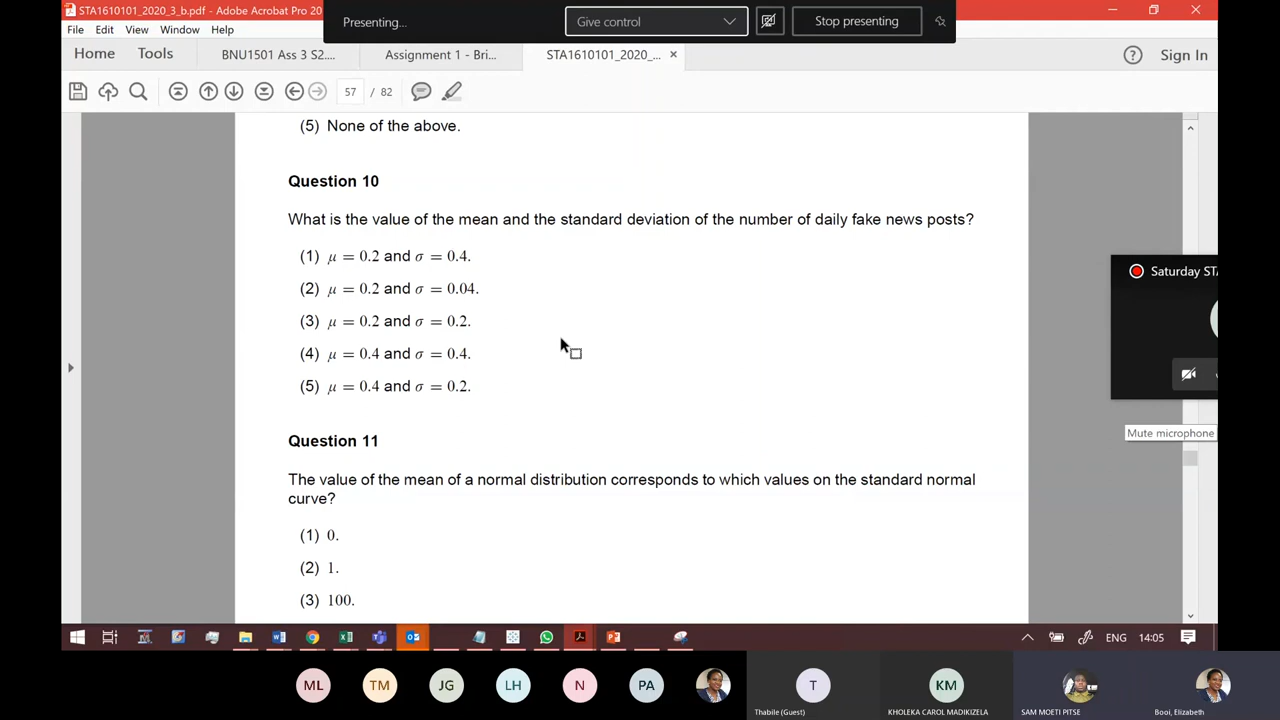 STA1610101_2020_3_b.pdf - Adobe Acrobat Pro 20
Presenting...
Give control
Stop presenting
File Edit View Window Help
Home Tools BNU1501 Ass 3 S2.... Assignment 1 - Bri... STA1610101_2020_... × Sign In
57 / 82
(5) None of the above.
Question 10
What is the value of the mean and the standard deviation of the number of daily fake news posts?
(1) μ = 0.2 and σ = 0.4.
(2) μ = 0.2 and σ = 0.04.
(3) μ = 0.2 and σ = 0.2.
(4) μ = 0.4 and σ = 0.4.
(5) μ = 0.4 and σ = 0.2.
Saturday STA
Mute microphone
Question 11
The value of the mean of a normal distribution corresponds to which values on the standard normal
curve?
(1) 0.
(2) 1.
(3) 100.
ENG 14:05
ML TM JG LH N PA T KM
Thabile (Guest) KHOLEKA CAROL MADIKIZELA SAM MOETI PITSE Booi, Elizabeth